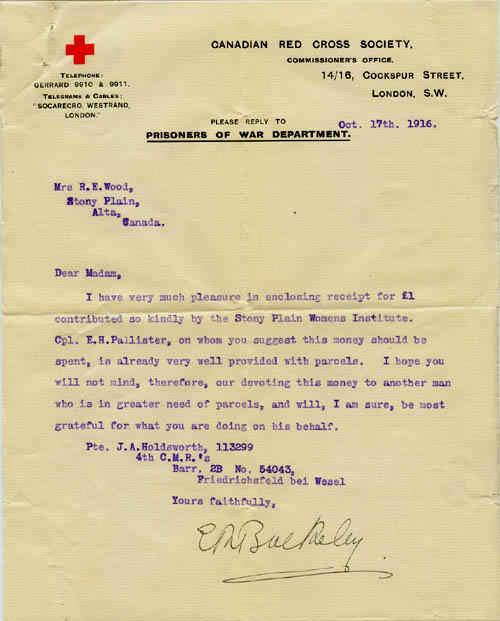 CANADIAN RED CROSS SOCIETY,
COMMISSIONER'S OFFICE.
14/16, COCKSPUR STREET,
LONDON, S.W.
TELEPHONE:
GERRARD 9910 & 9911.
TELEGRAMS & CABLES:
"SOCARECRO, WESTRAND,
LONDON."
PLEASE REPLY TO
PRISONERS OF WAR DEPARTMENT.
Oct. 17th. 1916.
Mrs R.E.Wood,
Stony Plain,
Alta,
Canada.
Dear Madam,
I have very much pleasure in enclosing receipt for £1
contributed so kindly by the Stony Plain Womens Institute.
Cpl. E.H.Pallister, on whom you suggest this money should be
spent, is already very well provided with parcels. I hope you
will not mind, therefore, our devoting this money to another man
who is in greater need of parcels, and will, I am sure, be most
grateful for what you are doing on his behalf.
Pte. J.A.Holdsworth, 113299
4th C.M.R.'s
Barr. 2B No. 54043,
Friedrichsfeld bei Wesel
Yours faithfully,